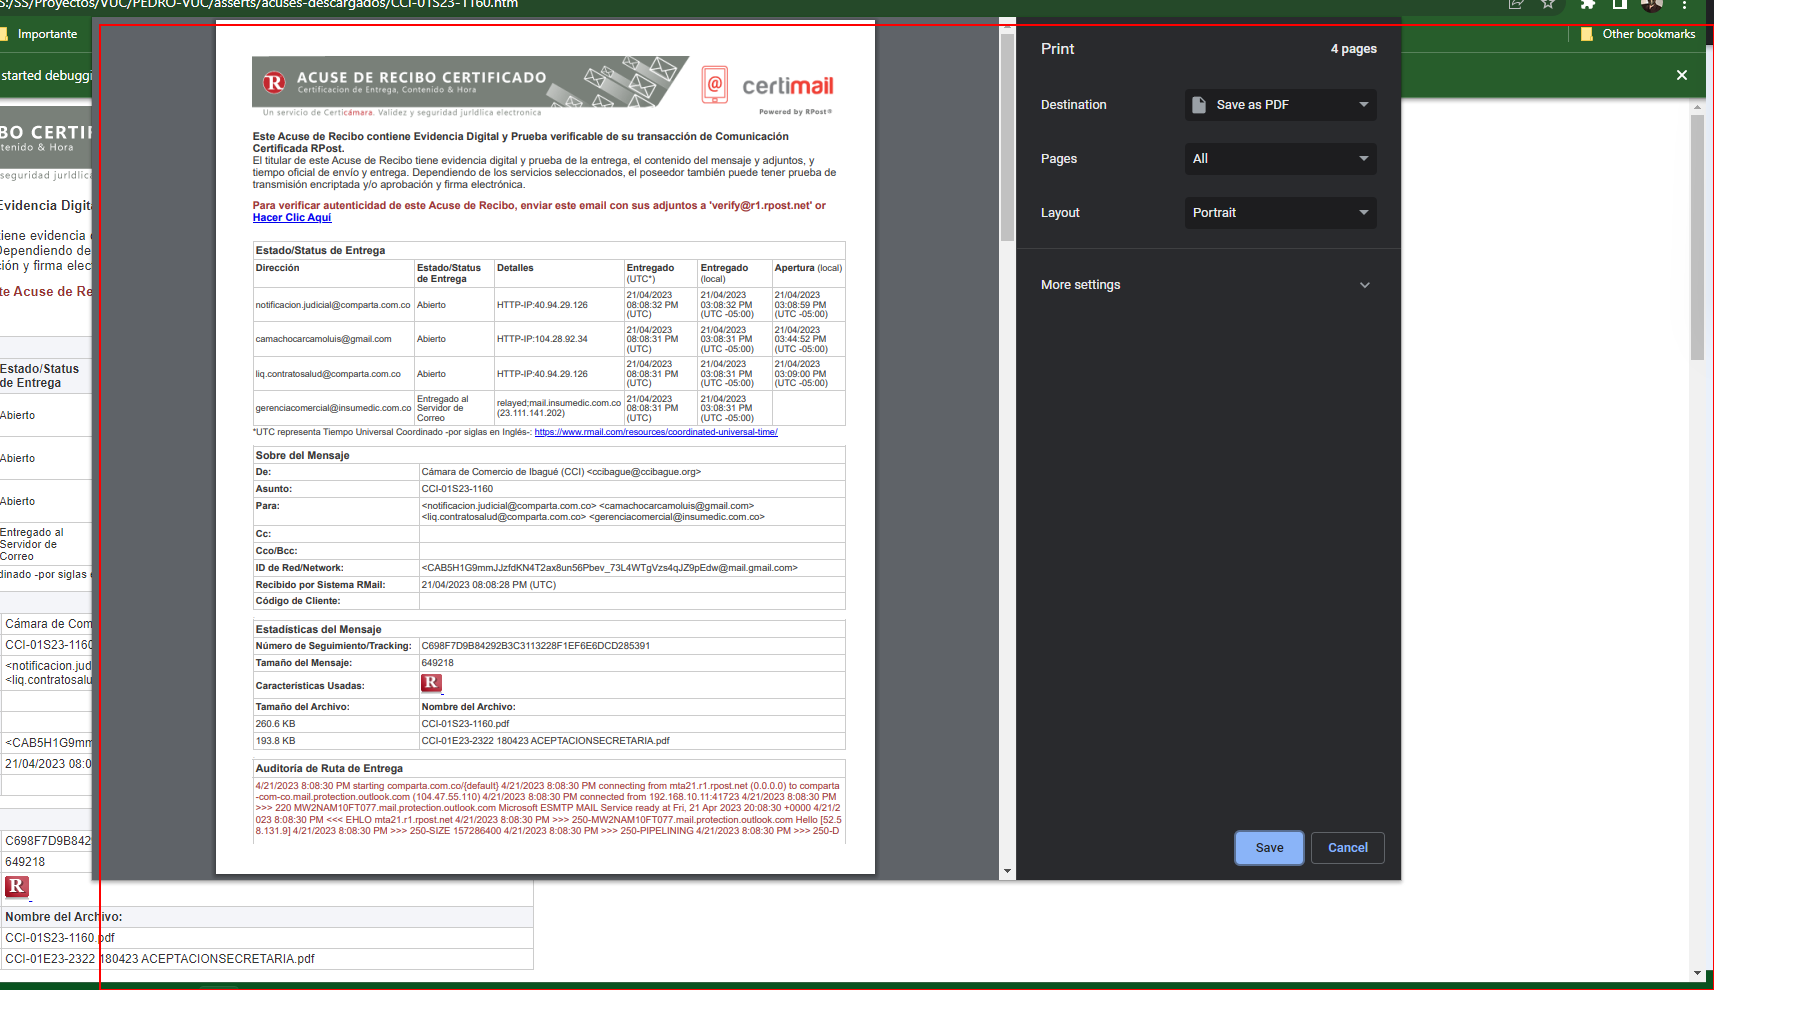 S:/SS/Proyectos/VUC/PEDRO-VUC/asserts/acuses-descargados/CCI-01S23-1160.htm
Importante
Other bookmarks
started debuggi
BO CERTIF
tenido & Hora
seguridad jurídica
Evidencia Digit
iene evidencia
Dependiendo de
ción y firma elec
te Acuse de Re
Estado/Status
de Entrega
Abierto
Abierto
Abierto
Entregado al
Servidor de
Correo
dinado -por siglas
Cámara de Com
CCI-01S23-1160
<notificacion.jud
<liq.contratosalu
<CAB5H1G9mm
21/04/2023 08:0
C698F7D9B842
649218
R
Nombre del Archivo:
CCI-01S23-1160.pdf
CCI-01E23-2322 180423 ACEPTACIONSECRETARIA.pdf
R ACUSE DE RECIBO CERTIFICADO
Certificacion de Entrega, Contenido & Hora
Un servicio de Certicámara. Validez y seguridad jurídica electronica
@ certimail
Powered by RPost®
Este Acuse de Recibo contiene Evidencia Digital y Prueba verificable de su transacción de Comunicación
Certificada RPost.
El titular de este Acuse de Recibo tiene evidencia digital y prueba de la entrega, el contenido del mensaje y adjuntos, y
tiempo oficial de envío y entrega. Dependiendo de los servicios seleccionados, el poseedor también puede tener prueba de
transmisión encriptada y/o aprobación y firma electrónica.
Para verificar autenticidad de este Acuse de Recibo, enviar este email con sus adjuntos a 'verify@r1.rpost.net' or
Hacer Clic Aquí
Estado/Status de Entrega
Dirección Estado/Status de Entrega Detalles Entregado (UTC*) Entregado (local) Apertura (local)
notificacion.judicial@comparta.com.co Abierto HTTP-IP:40.94.29.126 21/04/2023 08:08:32 PM (UTC) 21/04/2023 03:08:32 PM (UTC -05:00) 21/04/2023 03:08:59 PM (UTC -05:00)
camachocarcamoluis@gmail.com Abierto HTTP-IP:104.28.92.34 21/04/2023 08:08:31 PM (UTC) 21/04/2023 03:08:31 PM (UTC -05:00) 21/04/2023 03:44:52 PM (UTC -05:00)
liq.contratosalud@comparta.com.co Abierto HTTP-IP:40.94.29.126 21/04/2023 08:08:31 PM (UTC) 21/04/2023 03:08:31 PM (UTC -05:00) 21/04/2023 03:09:00 PM (UTC -05:00)
gerenciacomercial@insumedic.com.co Entregado al Servidor de Correo relayed;mail.insumedic.com.co (23.111.141.202) 21/04/2023 08:08:31 PM (UTC) 21/04/2023 03:08:31 PM (UTC -05:00)
*UTC representa Tiempo Universal Coordinado -por siglas en Inglés-: https://www.rmail.com/resources/coordinated-universal-time/
Sobre del Mensaje
De: Cámara de Comercio de Ibagué (CCI) <ccibague@ccibague.org>
Asunto: CCI-01S23-1160
Para: <notificacion.judicial@comparta.com.co> <camachocarcamoluis@gmail.com>
<liq.contratosalud@comparta.com.co> <gerenciacomercial@insumedic.com.co>
Cc:
Cco/Bcc:
ID de Red/Network: <CAB5H1G9mmJJzfdKN4T2ax8un56Pbev_73L4WTgVzs4qJZ9pEdw@mail.gmail.com>
Recibido por Sistema RMail: 21/04/2023 08:08:28 PM (UTC)
Código de Cliente:
Estadísticas del Mensaje
Número de Seguimiento/Tracking: C698F7D9B84292B3C3113228F1EF6E6DCD285391
Tamaño del Mensaje: 649218
Características Usadas: R
Tamaño del Archivo: Nombre del Archivo:
260.6 KB CCI-01S23-1160.pdf
193.8 KB CCI-01E23-2322 180423 ACEPTACIONSECRETARIA.pdf
Auditoría de Ruta de Entrega
4/21/2023 8:08:30 PM starting comparta.com.co/{default} 4/21/2023 8:08:30 PM connecting from mta21.r1.rpost.net (0.0.0.0) to comparta
-com-co.mail.protection.outlook.com (104.47.55.110) 4/21/2023 8:08:30 PM connected from 192.168.10.11:41723 4/21/2023 8:08:30 PM
>>> 220 MW2NAM10FT077.mail.protection.outlook.com Microsoft ESMTP MAIL Service ready at Fri, 21 Apr 2023 20:08:30 +0000 4/21/2
023 8:08:30 PM <<< EHLO mta21.r1.rpost.net 4/21/2023 8:08:30 PM >>> 250-MW2NAM10FT077.mail.protection.outlook.com Hello [52.5
8.131.9] 4/21/2023 8:08:30 PM >>> 250-SIZE 157286400 4/21/2023 8:08:30 PM >>> 250-PIPELINING 4/21/2023 8:08:30 PM >>> 250-D
Print 4 pages
Destination Save as PDF
Pages All
Layout Portrait
More settings
Save Cancel